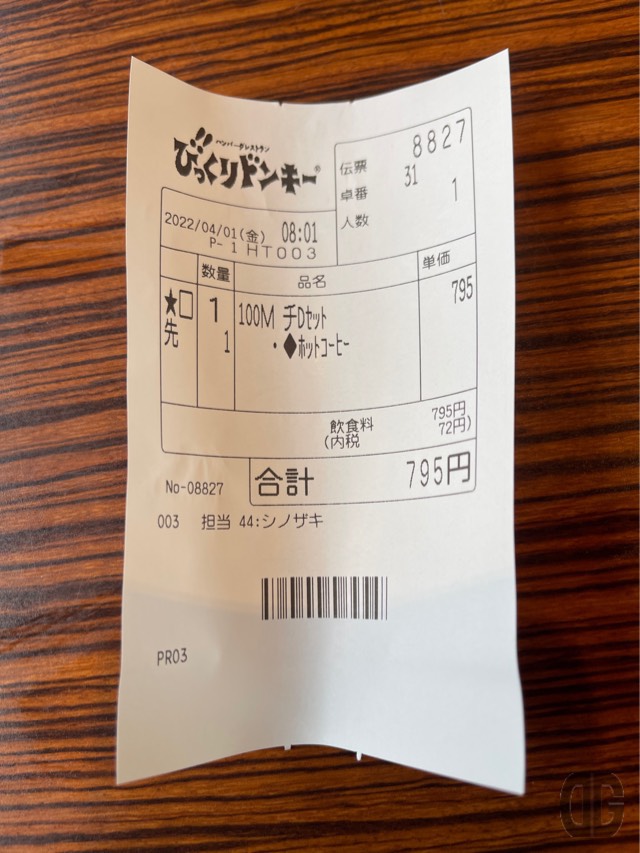 ハンバーグレストラン
びっくりドンキー®
伝票 8827
卓番 31
人数 1
2022/04/01(金) 08:01
P-1HT003
数量 品名 単価
★□ 1 100M チDセット 795
先 1 ・◆ホットコーヒー
飲食料 795円
(内税 72円)
No-08827 合計 795円
003 担当 44:シノザキ
PR03
DG